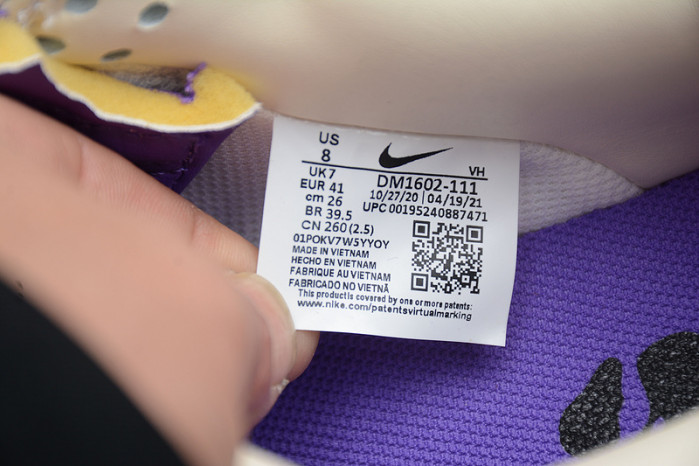 US
8
VH
UK 7
DM1602-111
EUR 41
10/27/20 04/19/21
cm 26
UPC 00195240887471
BR 39.5
CN 260 (2.5)
01POKV7W5YYOY
MADE IN VIETNAM
HECHO EN VIETNAM
FABRIQUE AU VIETNAM
FABRICADO NO VIETNÃ
This product is covered by one or more patents:
www.nike.com/patentsvirtualmarking